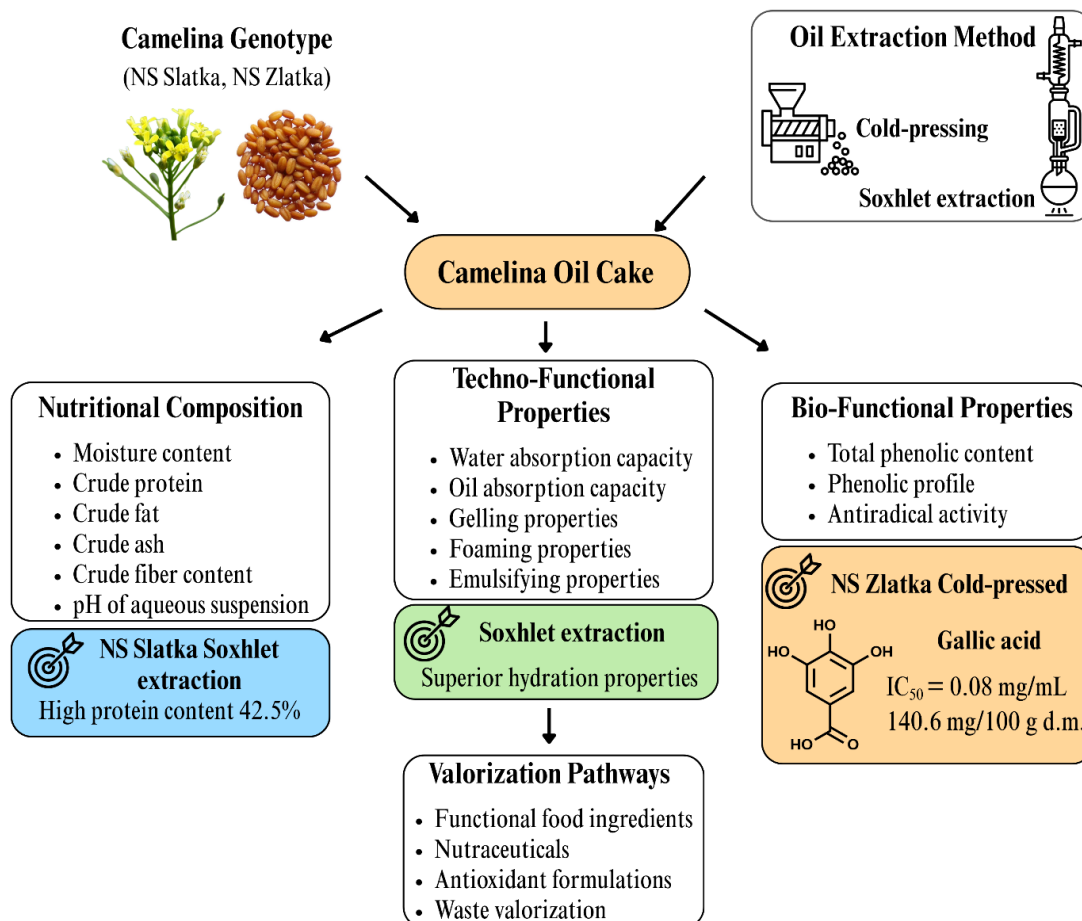 Camelina Genotype
(NS Slatka, NS Zlatka)
Oil Extraction Method
Cold-pressing
Soxhlet extraction
Camelina Oil Cake
Nutritional Composition
• Moisture content
• Crude protein
• Crude fat
• Crude ash
• Crude fiber content
• pH of aqueous suspension
NS Slatka Soxhlet
extraction
High protein content 42.5%
Techno-Functional
Properties
• Water absorption capacity
• Oil absorption capacity
• Gelling properties
• Foaming properties
• Emulsifying properties
Soxhlet extraction
Superior hydration properties
Bio-Functional Properties
• Total phenolic content
• Phenolic profile
• Antiradical activity
NS Zlatka Cold-pressed
OH
HO
OH
HO
O
Gallic acid
IC₅₀ = 0.08 mg/mL
140.6 mg/100 g d.m.
Valorization Pathways
• Functional food ingredients
• Nutraceuticals
• Antioxidant formulations
• Waste valorization